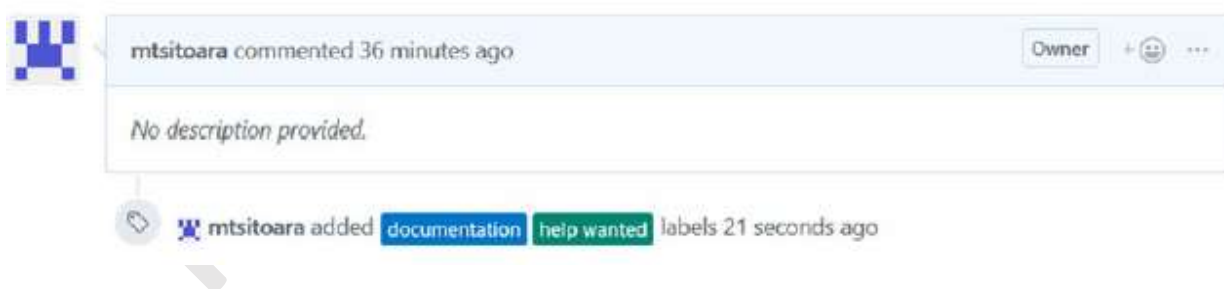 mtsitoara commented 36 minutes ago Owner
No description provided.
mtsitoara added documentation help wanted labels 21 seconds ago